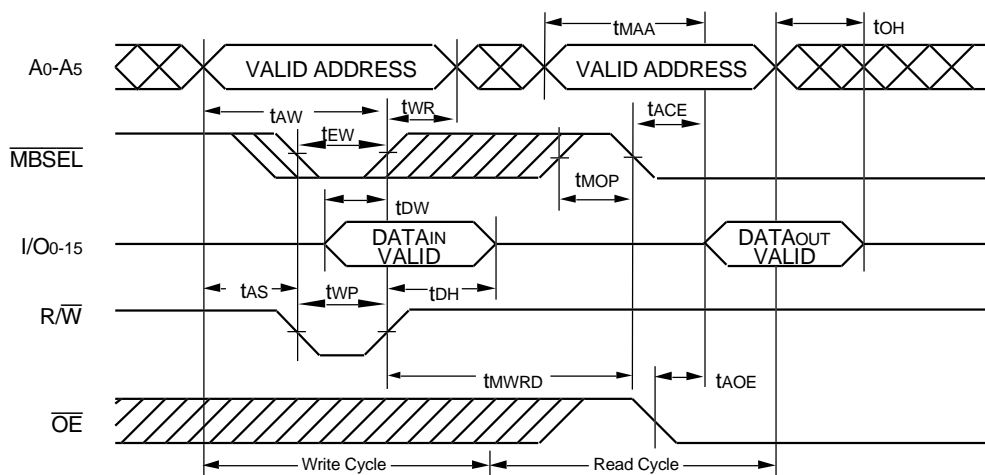 tMAA
tOH
A0-A5
VALID ADDRESS
VALID ADDRESS
tAW
tWR
tACE
tEW
MBSEL
tMOP
tDW
I/O0-15
DATAIN
VALID
DATAOUT
VALID
tAS
tWP
tDH
R/W
tMWRD
tAOE
OE
Write Cycle
Read Cycle